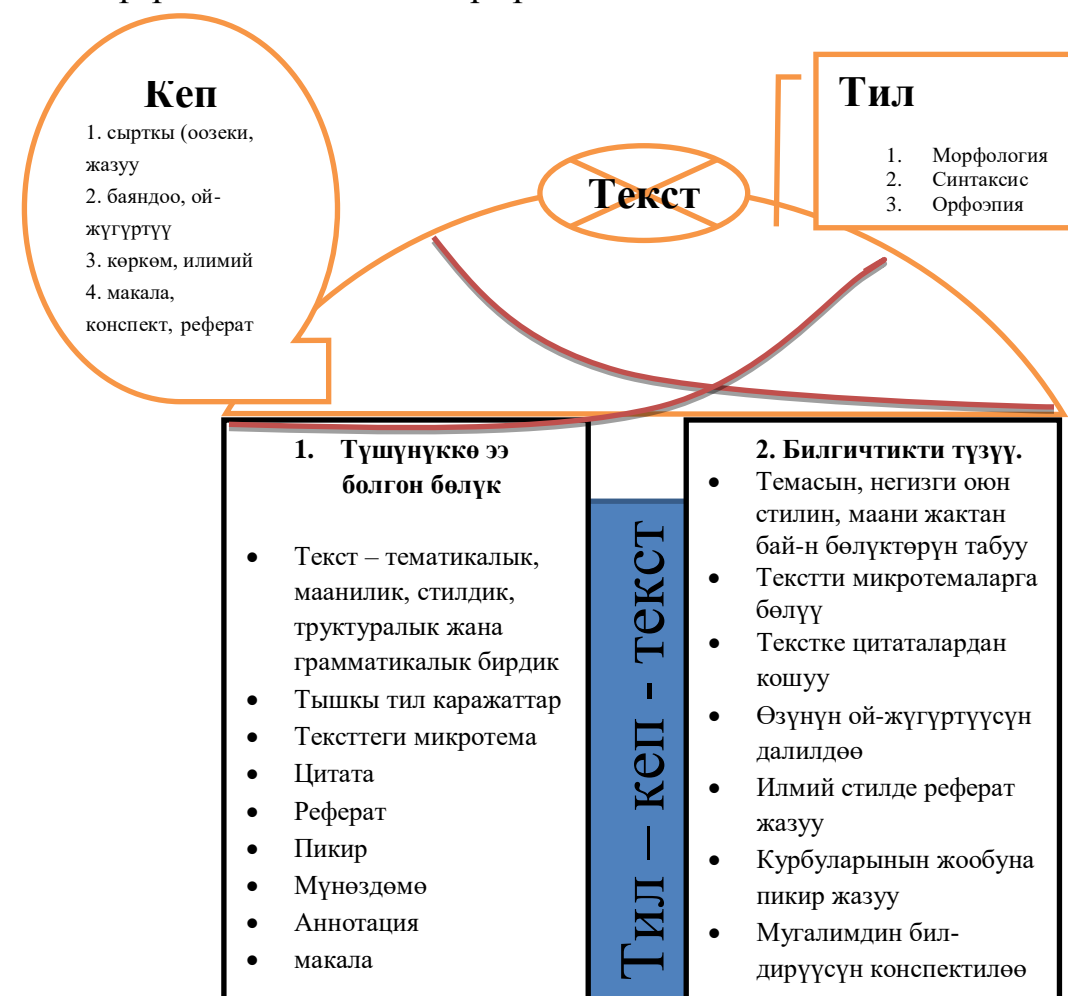 Кеп
1. сырткы (оозеки,
жазуу
2. баяндоо, ой-
жүгүртүү
3. көркөм, илимий
4. макала,
конспект, реферат
Текст
Тил
1. Морфология
2. Синтаксис
3. Орфоэпия
1. Түшүнүккө ээ
болгон бөлүк
• Текст – тематикалык,
маанилик, стилдик,
труктуралык жана
грамматикалык бирдик
• Тышкы тил каражаттар
• Тексттеги микротема
• Цитата
• Реферат
• Пикир
• Мүнөздөмө
• Аннотация
• макала
Тил – кеп - текст
2. Билгичтикти түзүү.
• Темасын, негизги оюн
стилин, маани жактан
бай-н бөлүктөрүн табуу
• Текстти микротемаларга
бөлүү
• Текстке цитаталардан
кошуу
• Өзүнүн ой-жүгүртүүсүн
далилдөө
• Илмий стилде реферат
жазуу
• Курбуларынын жообуна
пикир жазуу
• Мугалимдин бил-
дирүүсүн конспектилөө